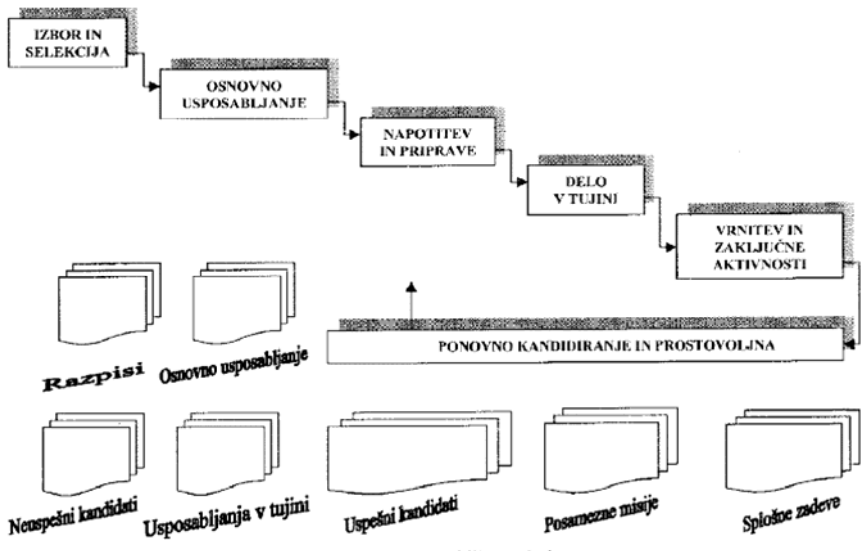 IZBOR IN
SELEKCIJA
OSNOVNO
USPOSABLJANJE
NAPOTITEV
IN PRIPRAVE
DELO
V TUJINI
VRNITEV IN
ZAKLJUČNE
AKTIVNOSTI
PONOVNO KANDIDIRANJE IN PROSTOVOLJNA
Razpisi
Osnovno usposabljanje
Neuspešni kandidati
Usposabljanja v tujini
Uspešni kandidati
Posamezne misije
Splošne zadeve